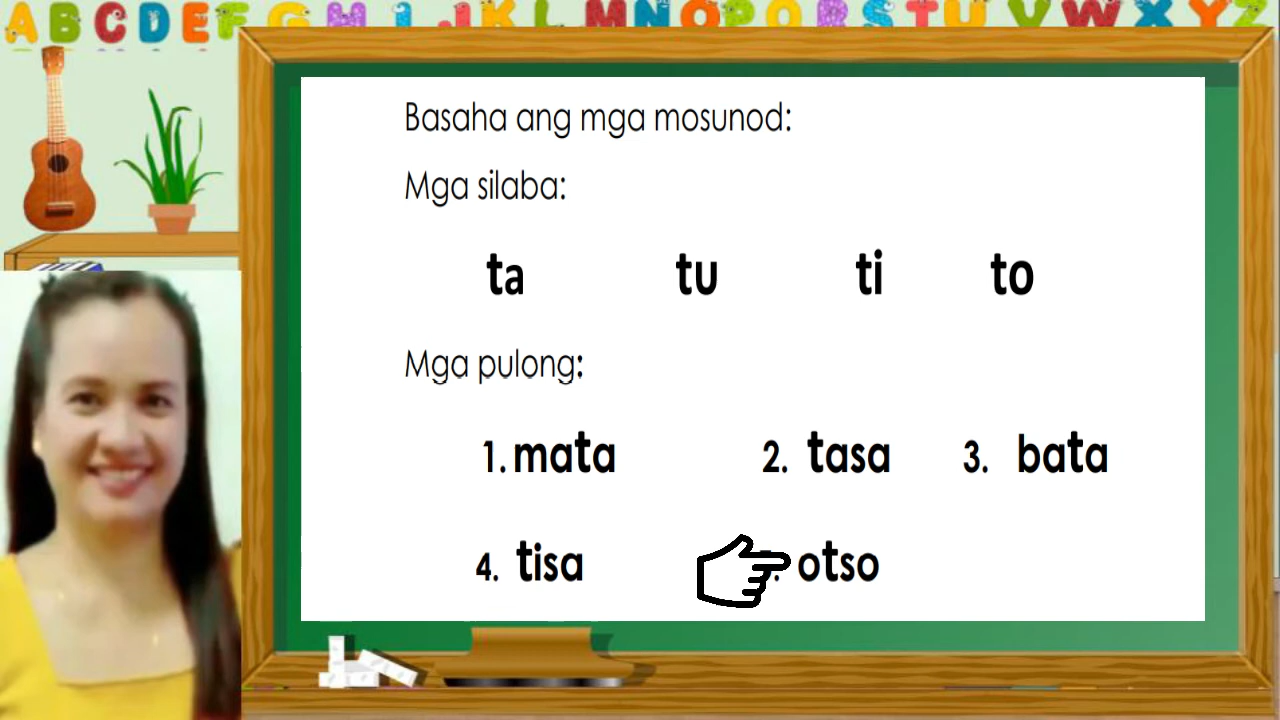 A B C D E F G H I J K L M N O P Q R S T U V W X Y Z
Basaha ang mga mosunod:
Mga silaba:
ta tu ti to
Mga pulong:
1. mata 2. tasa 3. bata
4. tisa otso